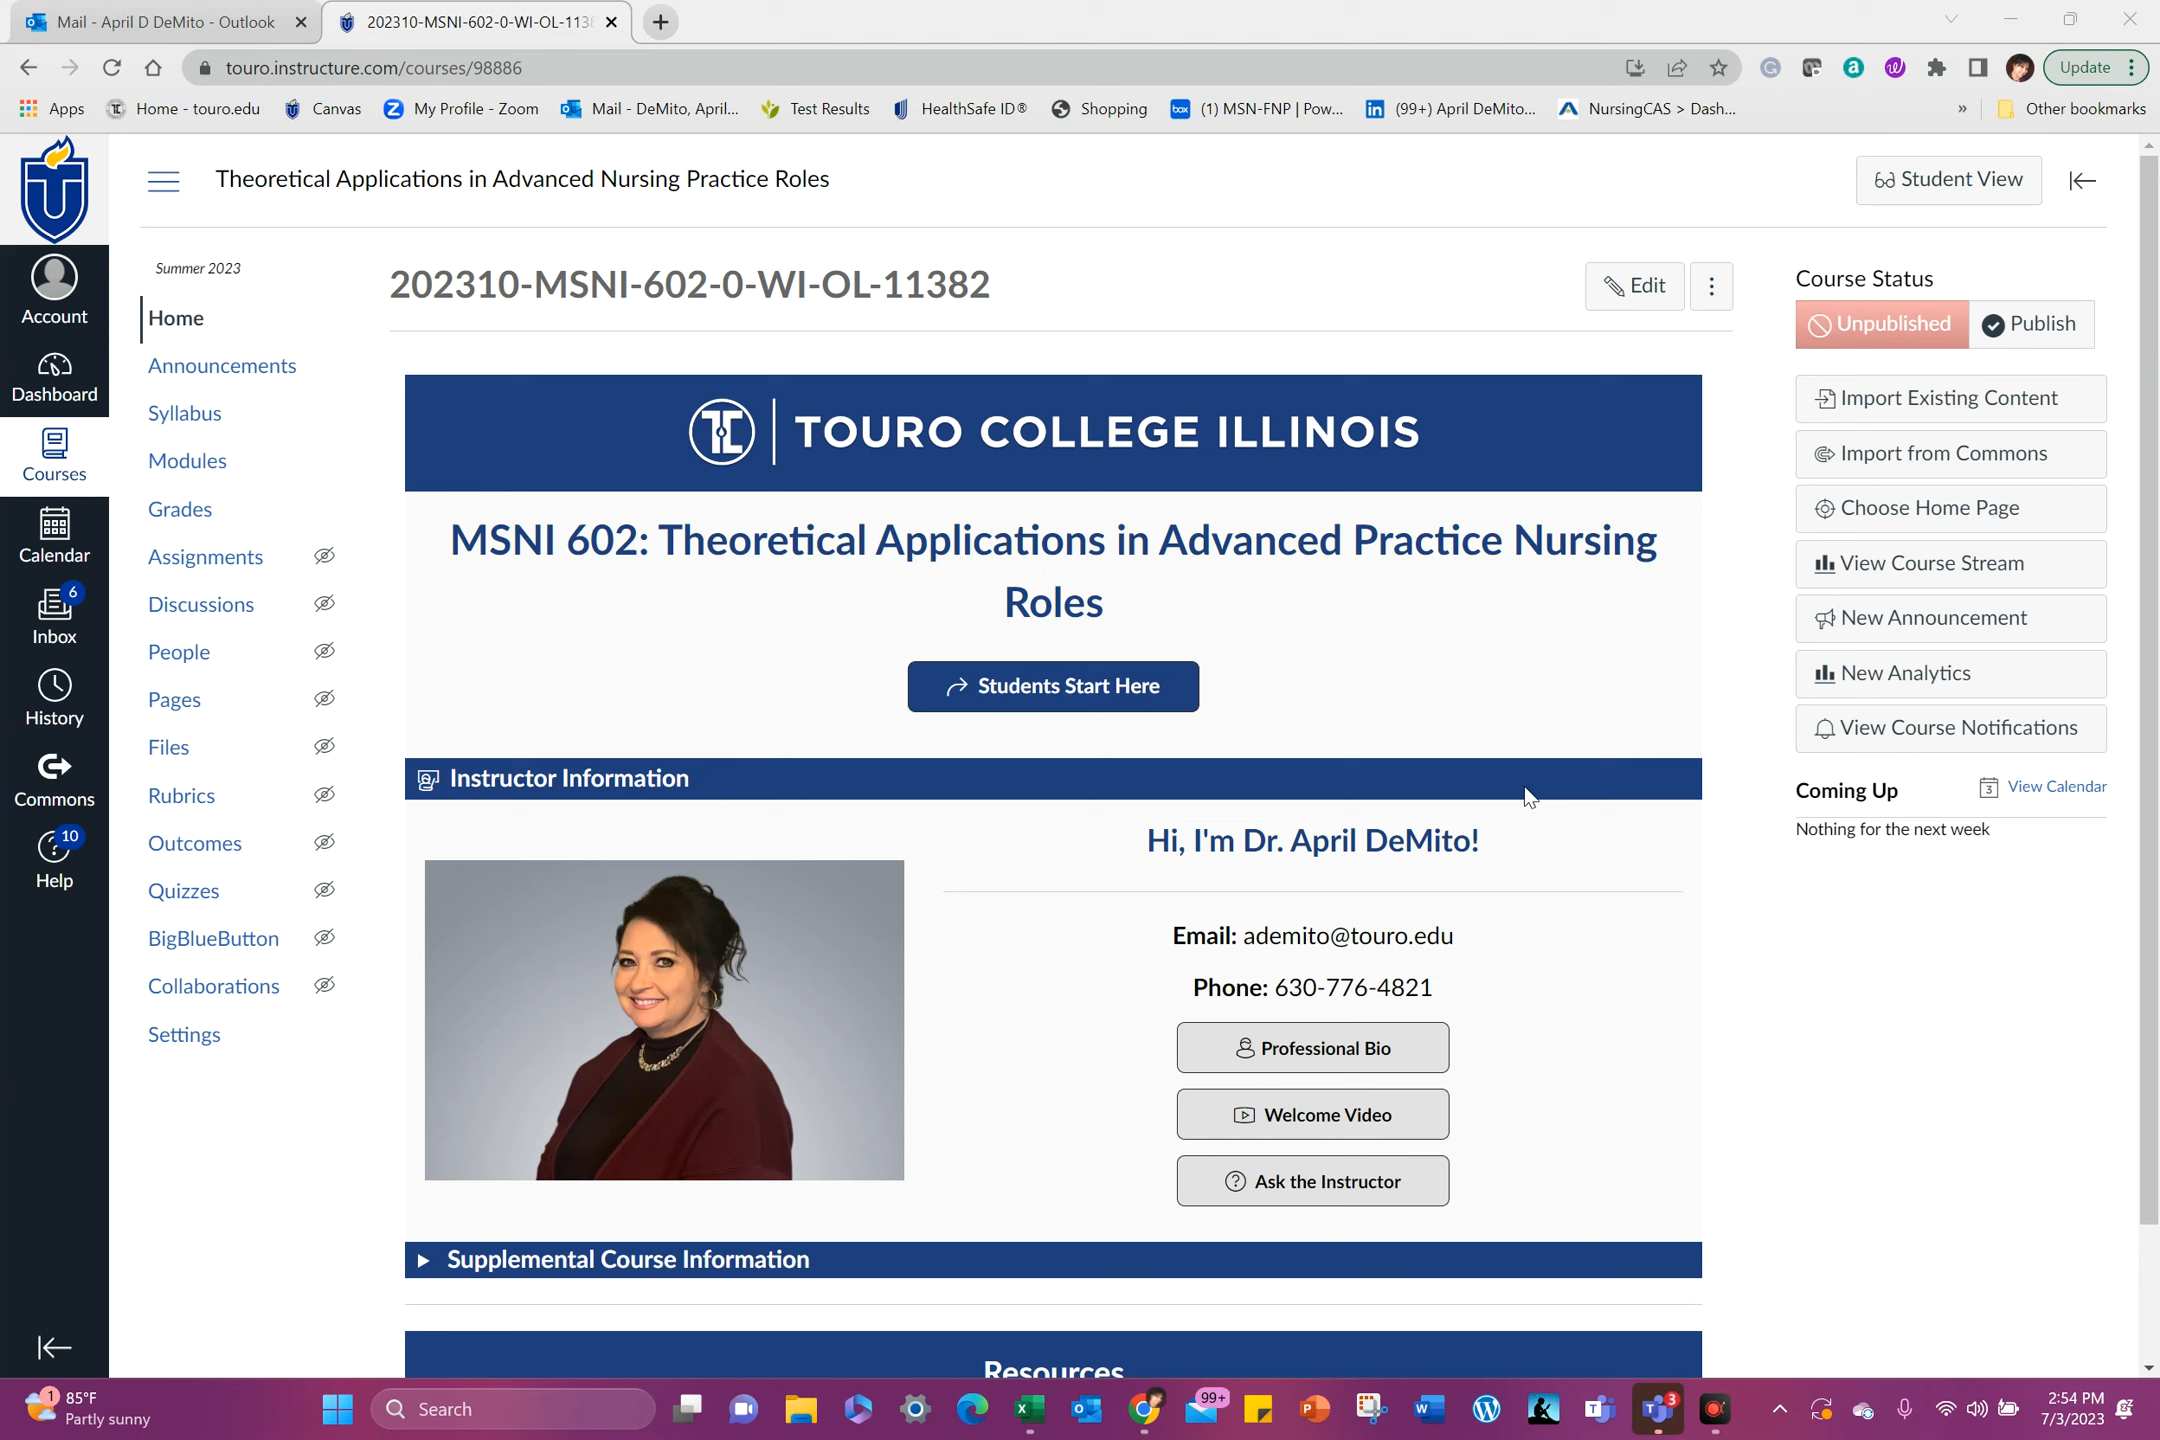 Mail - April D DeMito - Outlook
202310-MSNI-602-0-WI-OL-1138
touro.instructure.com/courses/98886
Update
Apps
Home - touro.edu
Canvas
My Profile - Zoom
Mail - DeMito, April...
Test Results
HealthSafe ID®
Shopping
(1) MSN-FNP | Pow...
(99+) April DeMito...
NursingCAS > Dash...
»
Other bookmarks
Theoretical Applications in Advanced Nursing Practice Roles
Student View
Account
Dashboard
Courses
Calendar
6
Inbox
History
Commons
10
Help
Summer 2023
Home
Announcements
Syllabus
Modules
Grades
Assignments
Discussions
People
Pages
Files
Rubrics
Outcomes
Quizzes
BigBlueButton
Collaborations
Settings
202310-MSNI-602-0-WI-OL-11382
Edit
TOURO COLLEGE ILLINOIS
MSNI 602: Theoretical Applications in Advanced Practice Nursing
Roles
Students Start Here
Instructor Information
Hi, I'm Dr. April DeMito!
Email: ademito@touro.edu
Phone: 630-776-4821
Professional Bio
Welcome Video
Ask the Instructor
Supplemental Course Information
Resources
Course Status
Unpublished
Publish
Import Existing Content
Import from Commons
Choose Home Page
View Course Stream
New Announcement
New Analytics
View Course Notifications
Coming Up
3 View Calendar
Nothing for the next week
1
85°F
Partly sunny
Search
99+
3
2:54 PM
7/3/2023